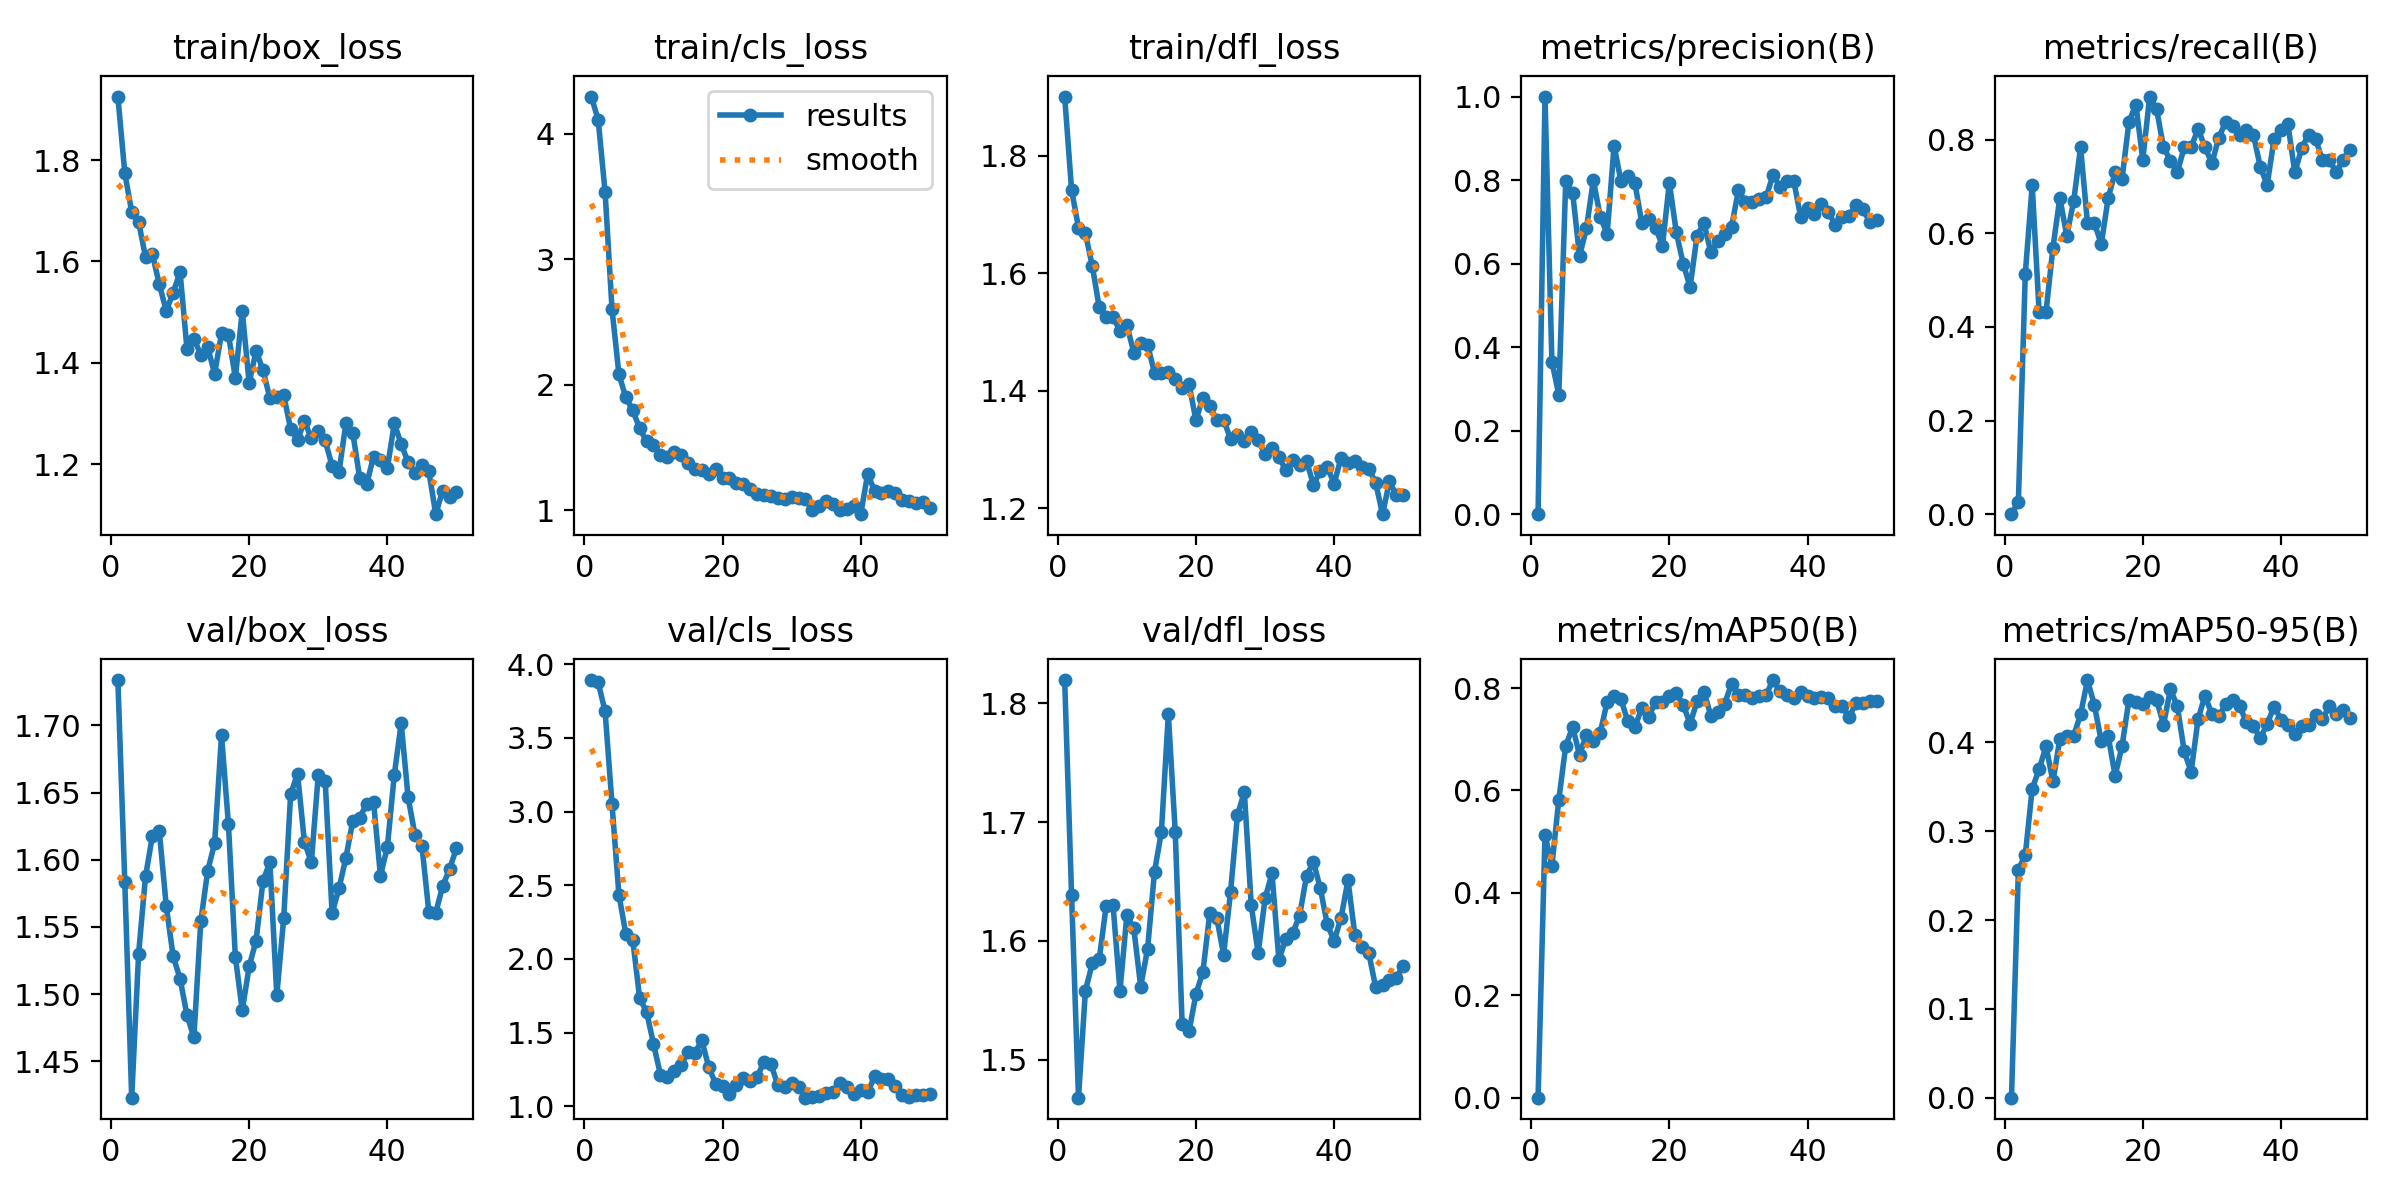 train/box_loss
train/cls_loss
train/dfl_loss
metrics/precision(B)
metrics/recall(B)
1.8
1.6
1.4
1.2
0 20 40
results
smooth
4
3
2
1
0 20 40
1.8
1.6
1.4
1.2
0 20 40
1.0
0.8
0.6
0.4
0.2
0.0
0 20 40
0.8
0.6
0.4
0.2
0.0
0 20 40
val/box_loss
val/cls_loss
val/dfl_loss
metrics/mAP50(B)
metrics/mAP50-95(B)
1.70
1.65
1.60
1.55
1.50
1.45
0 20 40
4.0
3.5
3.0
2.5
2.0
1.5
1.0
0 20 40
1.8
1.7
1.6
1.5
0 20 40
0.8
0.6
0.4
0.2
0.0
0 20 40
0.4
0.3
0.2
0.1
0.0
0 20 40